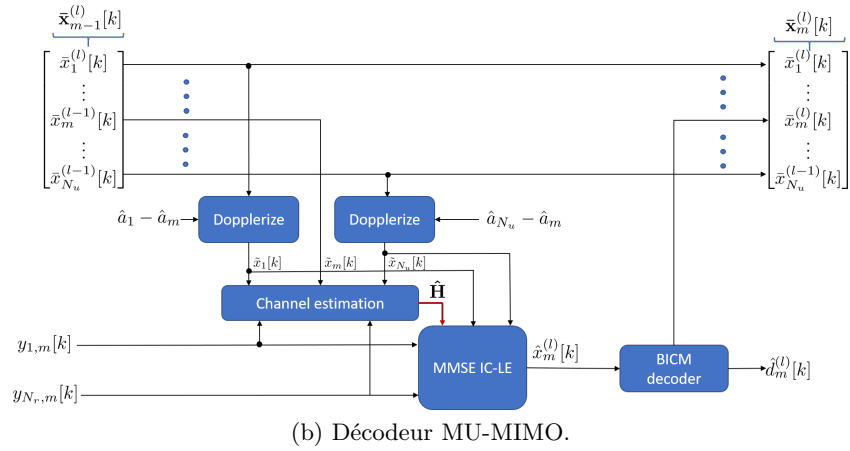 x̄_{m−1}^{(l)}[k]
x̄_m^{(l)}[k]
x̄_1^{(l)}[k]
⋮
x̄_m^{(l−1)}[k]
⋮
x̄_{N_u}^{(l−1)}[k]
x̄_1^{(l)}[k]
⋮
x̄_m^{(l)}[k]
⋮
x̄_{N_u}^{(l−1)}[k]
â_1 − â_m
Dopplerize
Dopplerize
â_{N_u} − â_m
x̃_1[k]
x̃_m[k]
x̃_{N_u}[k]
Channel estimation
Ĥ
y_{1,m}[k]
MMSE IC-LE
x̂_m^{(l)}[k]
BICM
decoder
d̂_m^{(l)}[k]
y_{N_r,m}[k]
(b) Décodeur MU-MIMO.